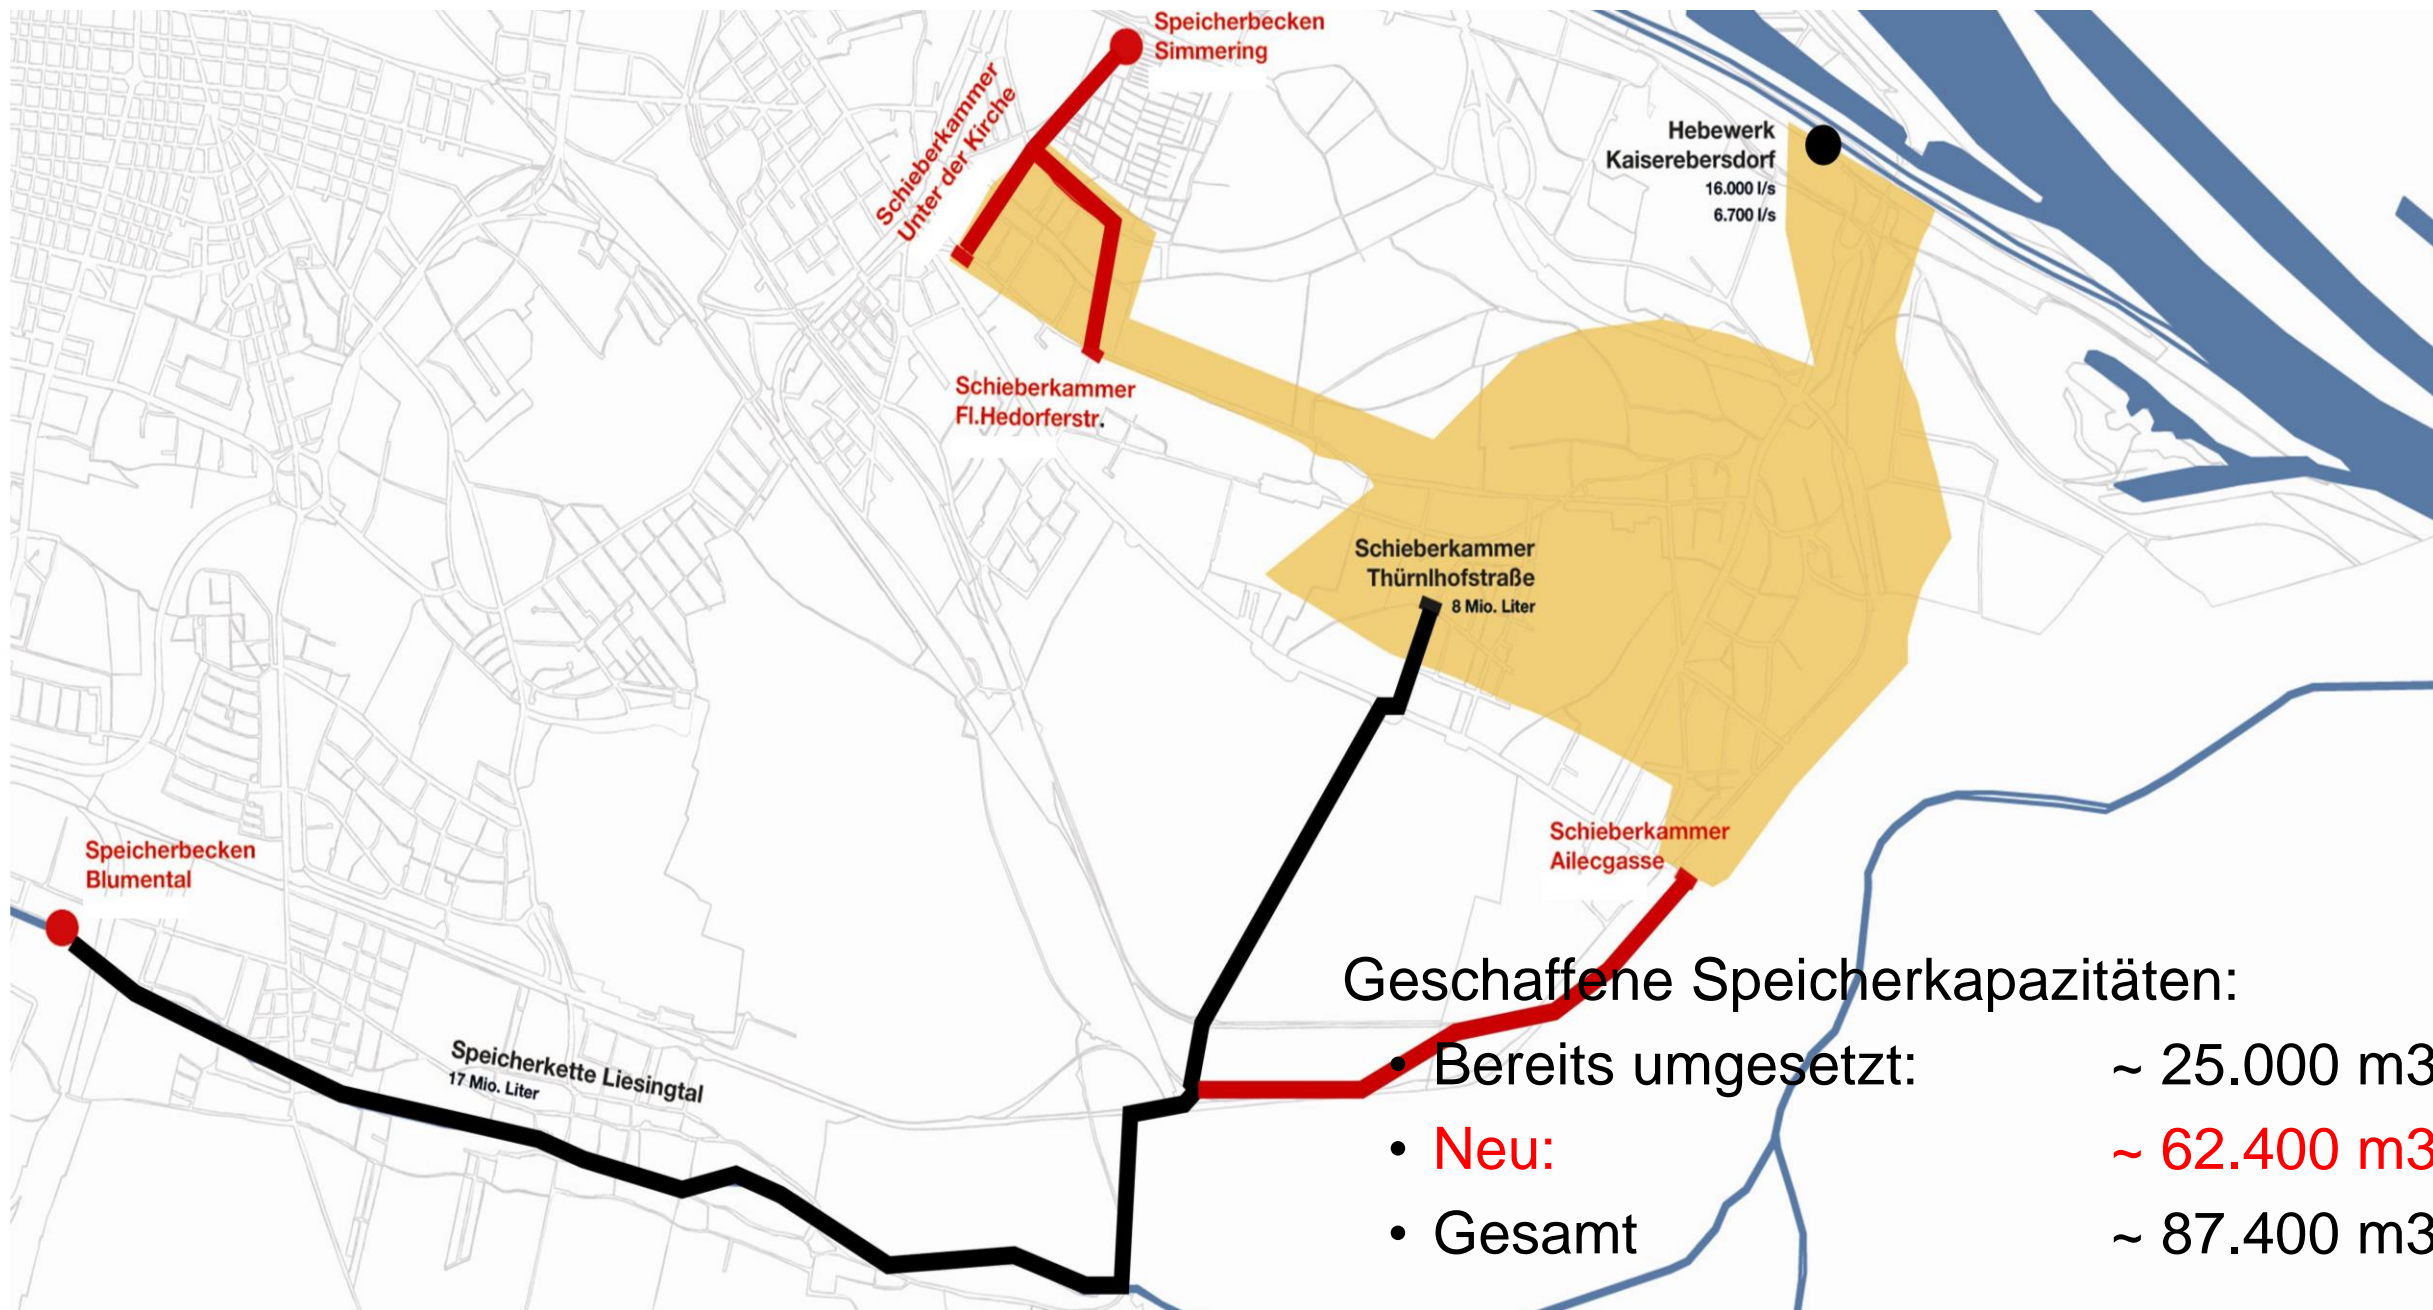 Speicherbecken
Simmering
Schieberkammer
Unter der Kirche
Hebewerk
Kaiserebersdorf
16.000 l/s
6.700 l/s
Schieberkammer
Fl.Hedorferstr.
Schieberkammer
Thürnlhofstraße
8 Mio. Liter
Speicherbecken
Blumental
Schieberkammer
Ailecgasse
Speicherkette Liesingtal
17 Mio. Liter
Geschaffene Speicherkapazitäten:
• Bereits umgesetzt: ~ 25.000 m3
• Neu: ~ 62.400 m3
• Gesamt ~ 87.400 m3